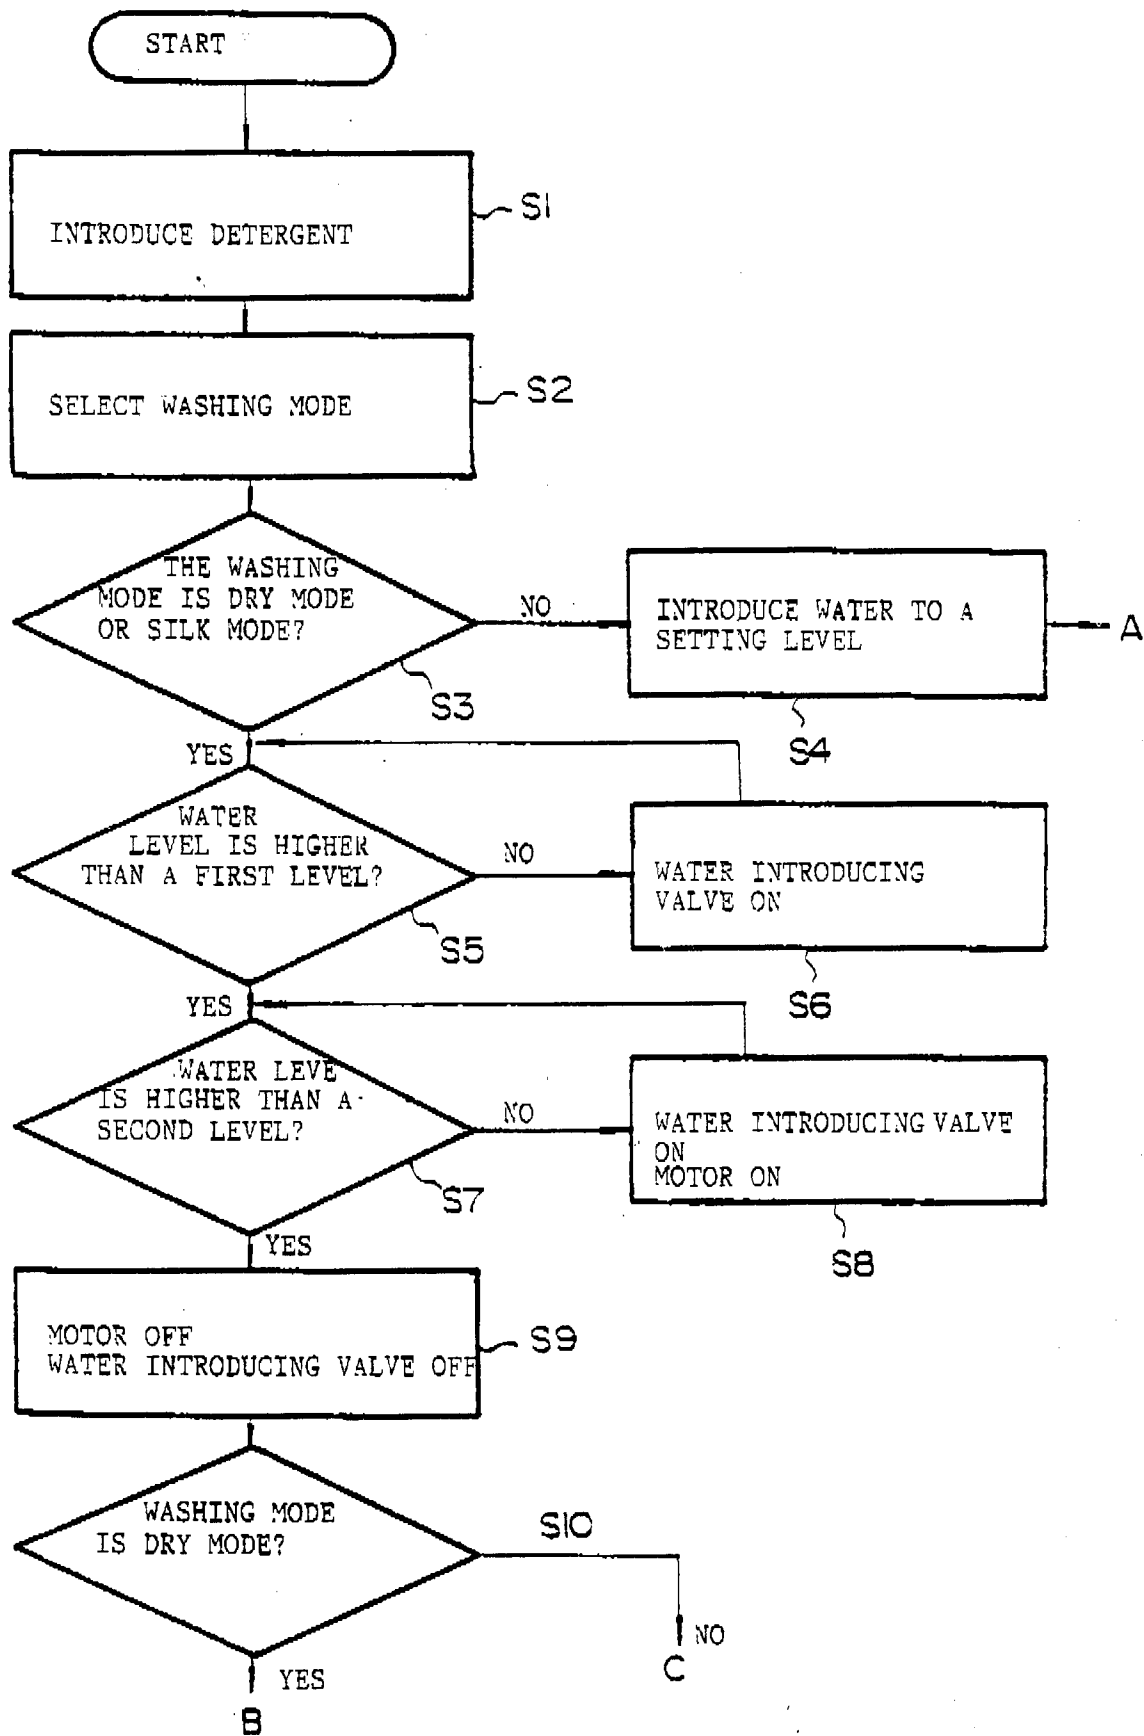 START
INTRODUCE DETERGENT
S1
SELECT WASHING MODE
S2
THE WASHING
MODE IS DRY MODE
OR SILK MODE?
S3
NO
INTRODUCE WATER TO A
SETTING LEVEL
S4
A
YES
WATER
LEVEL IS HIGHER
THAN A FIRST LEVEL?
S5
NO
WATER INTRODUCING
VALVE ON
S6
YES
WATER LEVE
IS HIGHER THAN A
SECOND LEVEL?
S7
NO
WATER INTRODUCING VALVE
ON
MOTOR ON
S8
YES
MOTOR OFF
WATER INTRODUCING VALVE OFF
S9
WASHING MODE
IS DRY MODE?
S10
NO
C
YES
B